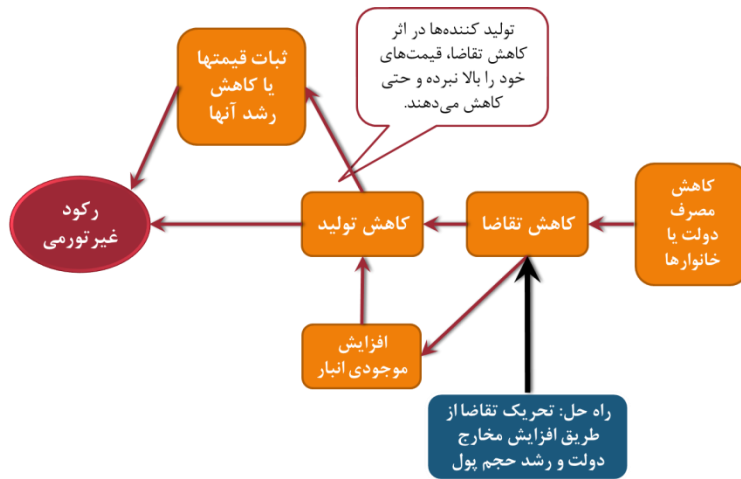 تولید کننده‌ها در اثر
کاهش تقاضا، قیمت‌های
خود را بالا نبرده و حتی
کاهش می‌دهند.
ثبات قیمتها
یا کاهش
رشد آنها
کاهش
مصرف
دولت یا
خانوارها
کاهش تقاضا
کاهش تولید
رکود
غیرتورمی
افزایش
موجودی انبار
راه حل: تحریک تقاضا از
طریق افزایش مخارج
دولت و رشد حجم پول